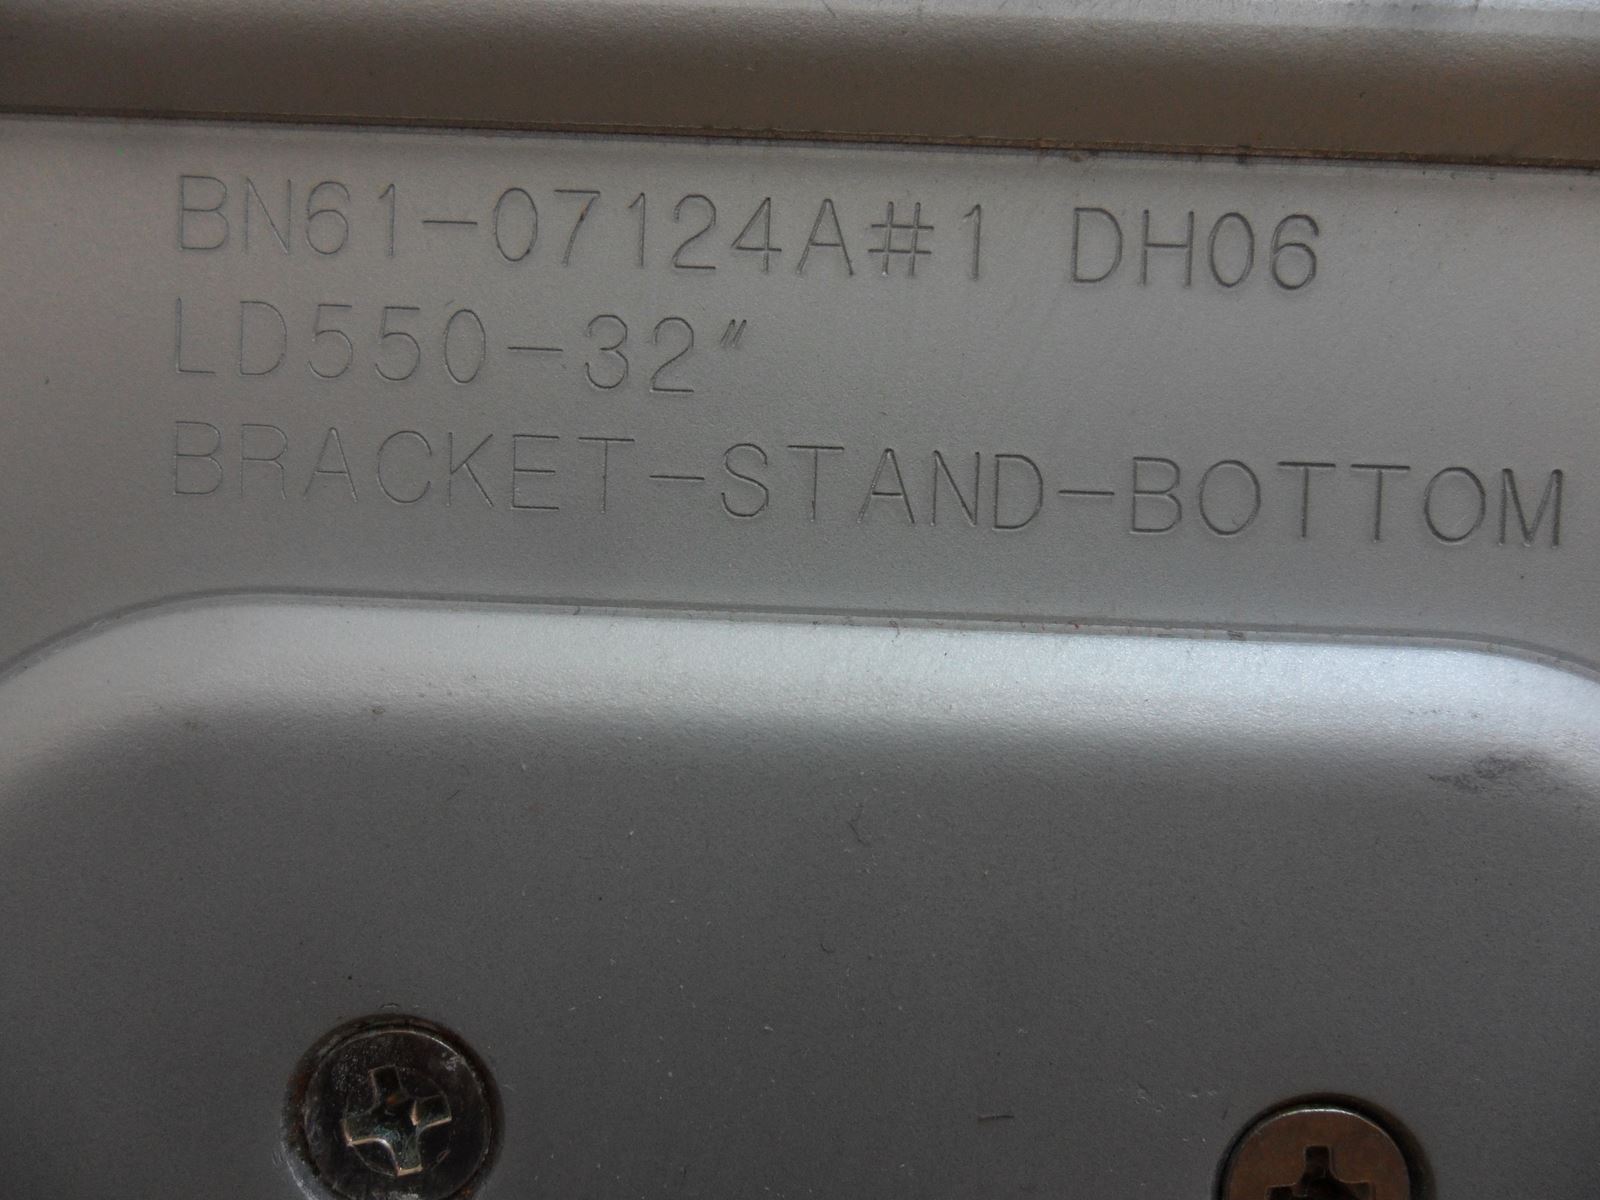 BN61-07124A#1 DH06
LD550-32"
BRACKET-STAND-BOTTOM